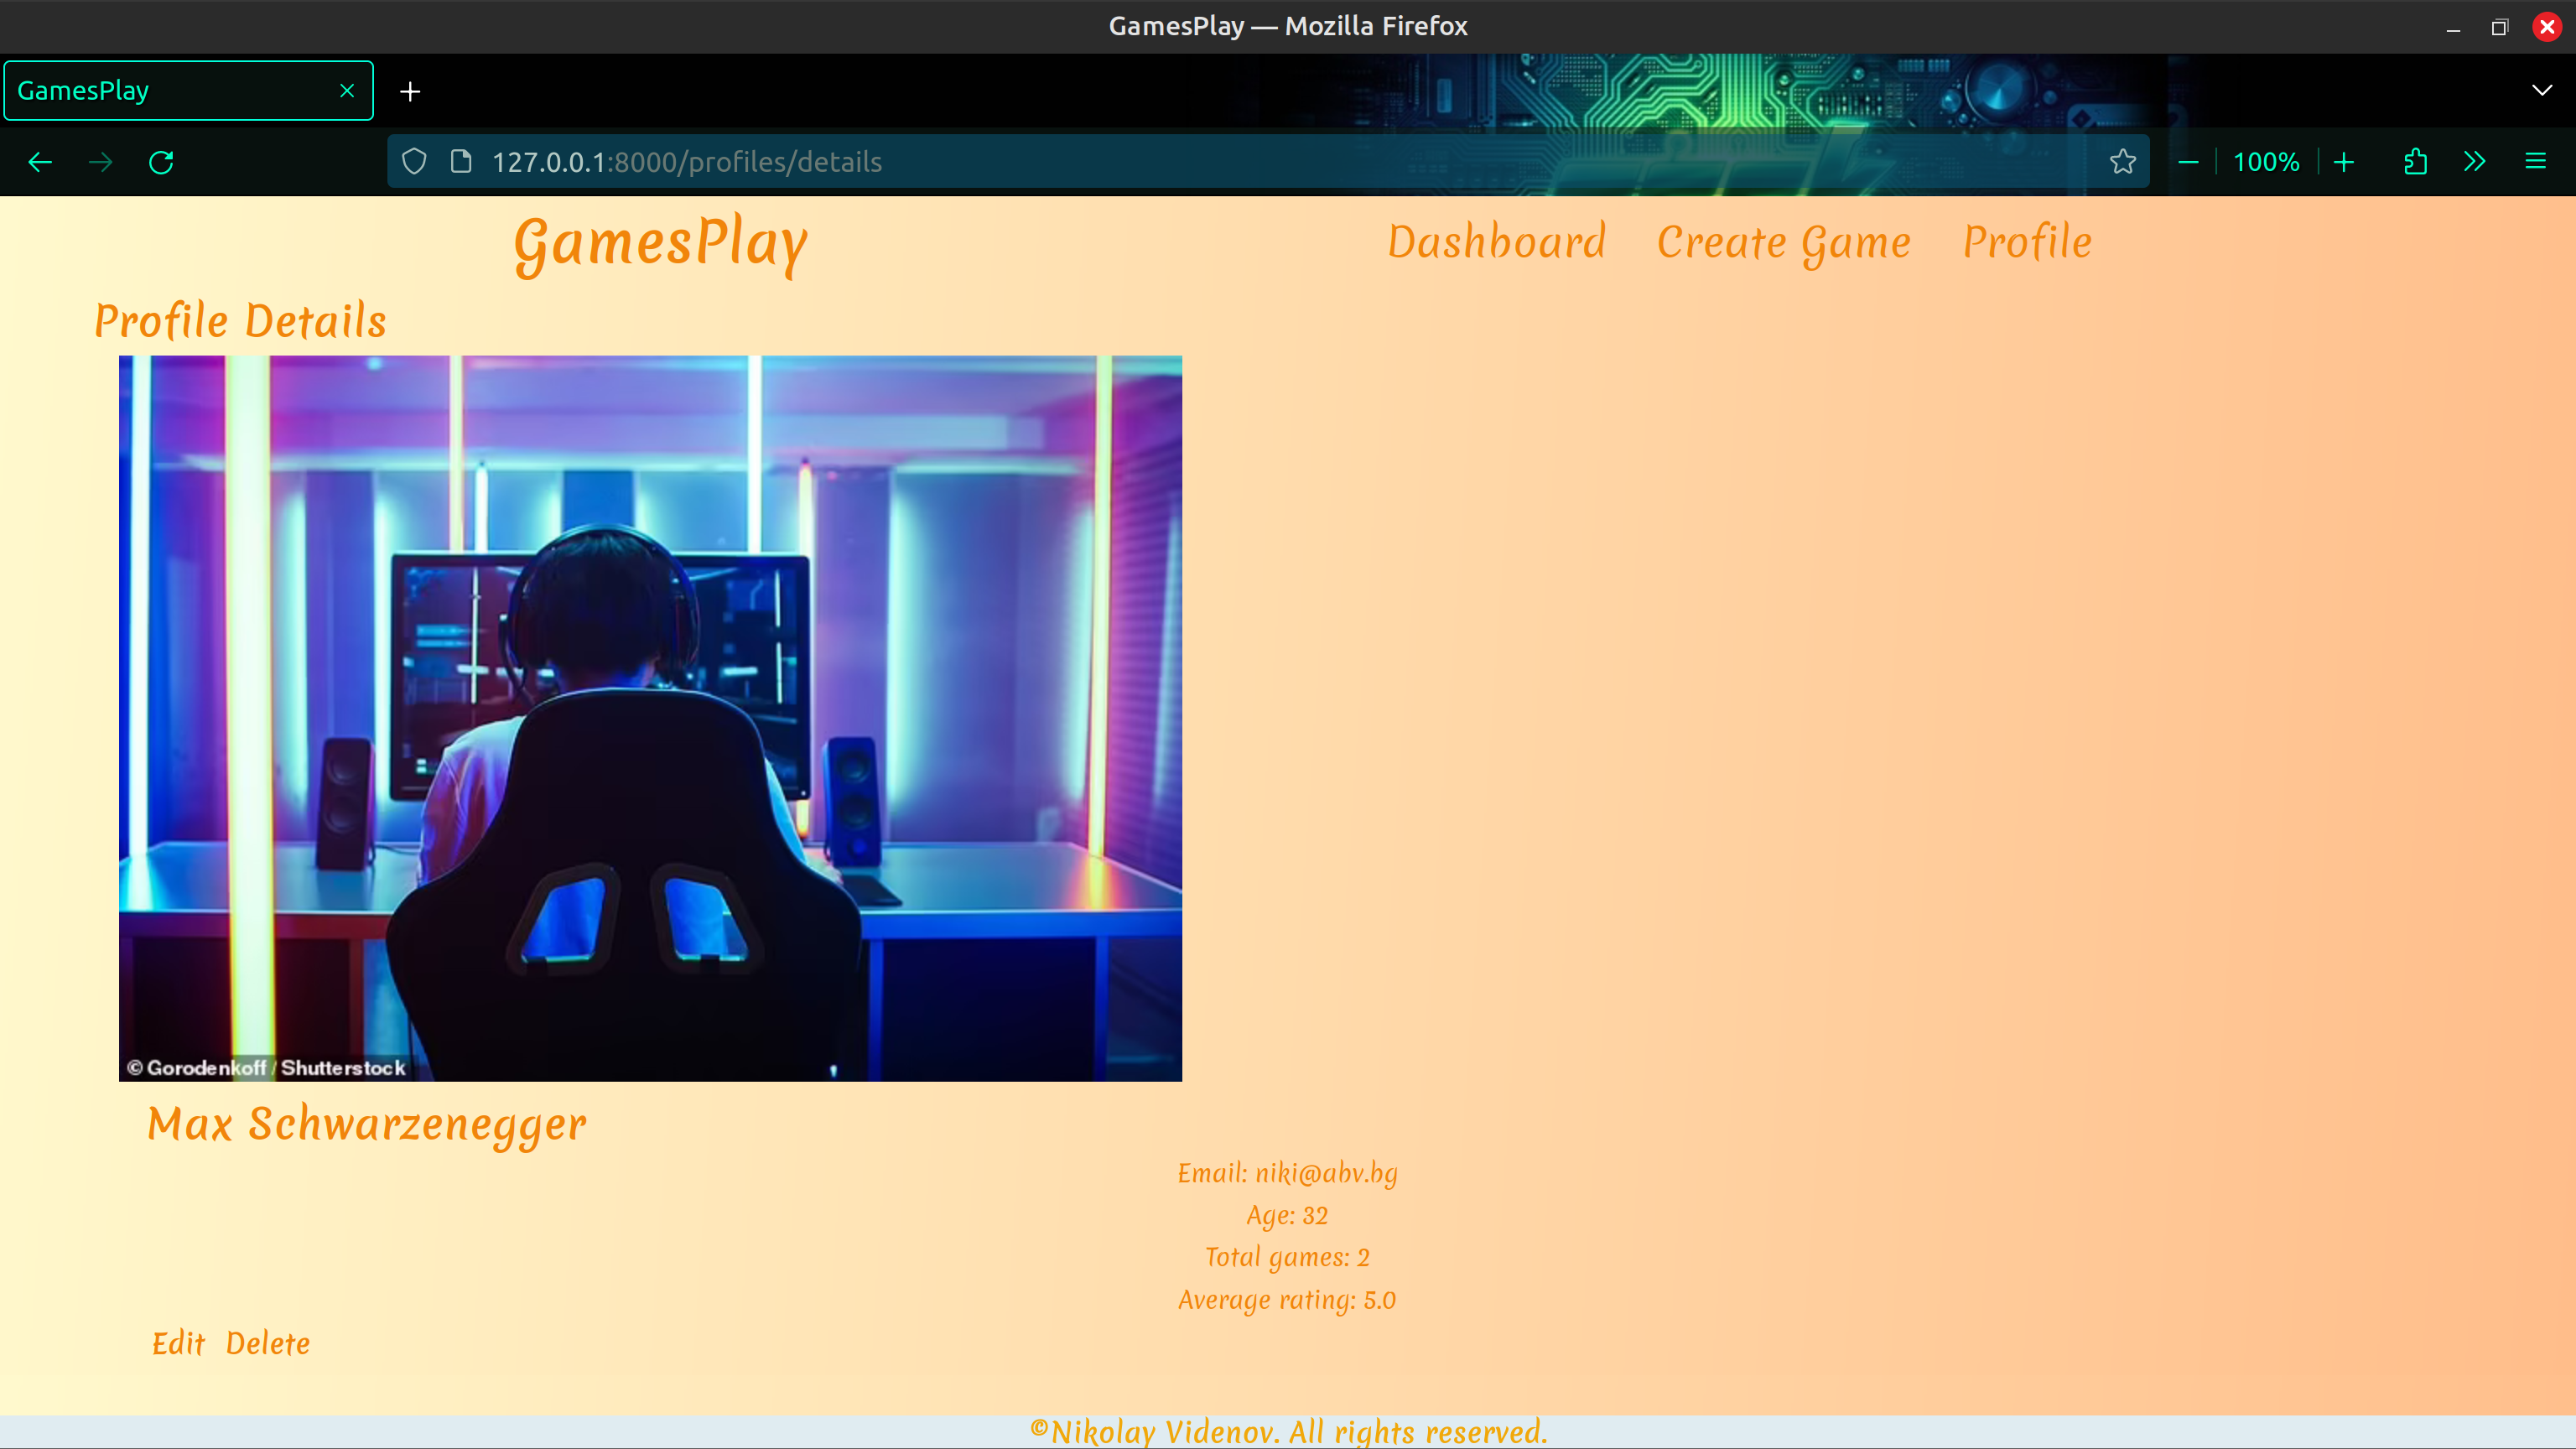 GamesPlay — Mozilla Firefox
GamesPlay
127.0.0.1:8000/profiles/details
100%
GamesPlay
Dashboard Create Game Profile
Profile Details
© Gorodenkoff / Shutterstock
Max Schwarzenegger
Email: niki@abv.bg
Age: 32
Total games: 2
Average rating: 5.0
Edit Delete
©Nikolay Videnov. All rights reserved.